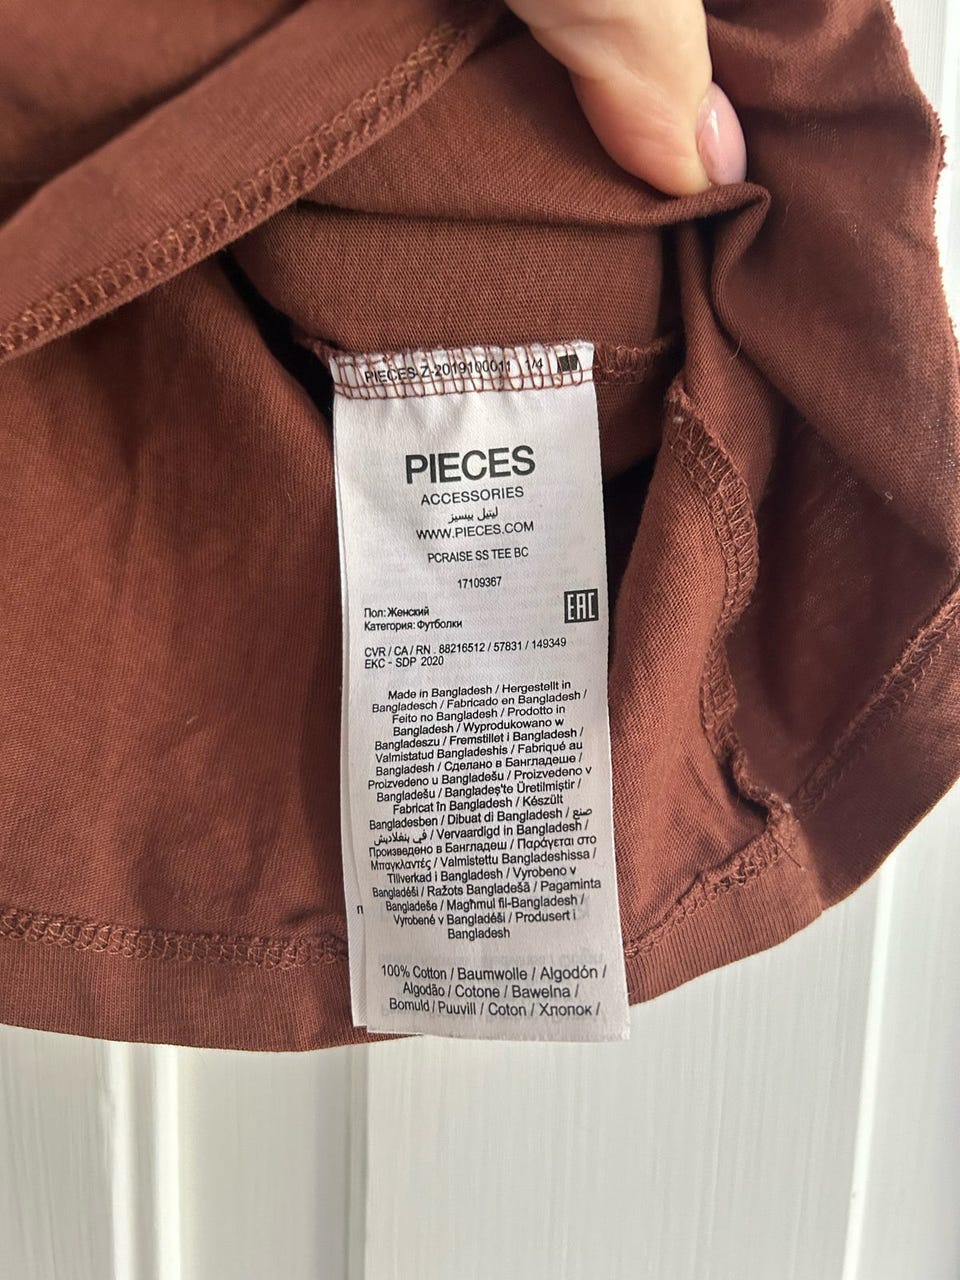 PIECES-Z-2019100011 1/4
PIECES
ACCESSORIES
ليتيل بيسيز
WWW.PIECES.COM
PCRAISE SS TEE BC
17109367
Пол: Женский
Категория: Футболки
EAC
CVR / CA / RN . 88216512 / 57831 / 149349
EKC - SDP 2020
Made in Bangladesh / Hergestellt in
Bangladesch / Fabricado en Bangladesh /
Feito no Bangladesh / Prodotto in
Bangladesh / Wyprodukowano w
Bangladeszu / Fremstillet i Bangladesh /
Valmistatud Bangladeshis / Fabriqué au
Bangladesh / Сделано в Бангладеше /
Proizvedeno u Bangladešu / Proizvedeno v
Bangladešu / Bangladeş'te Üretilmiştir /
Fabricat în Bangladesh / Készült
Bangladesben / Dibuat di Bangladesh / صنع
في بنغلاديش / Vervaardigd in Bangladesh /
Произведено в Бангладеш / Παράγεται στο
Μπαγκλαντές / Valmistettu Bangladeshissa /
Tillverkad i Bangladesh / Vyrobeno v
Bangladéši / Ražots Bangladešā / Pagaminta
Bangladeše / Magħmul fil-Bangladesh /
Vyrobené v Bangladéši / Produsert i
Bangladesh
100% Cotton / Baumwolle / Algodón /
Algodão / Cotone / Bawełna /
Bomuld / Puuvill / Coton / Хлопок /